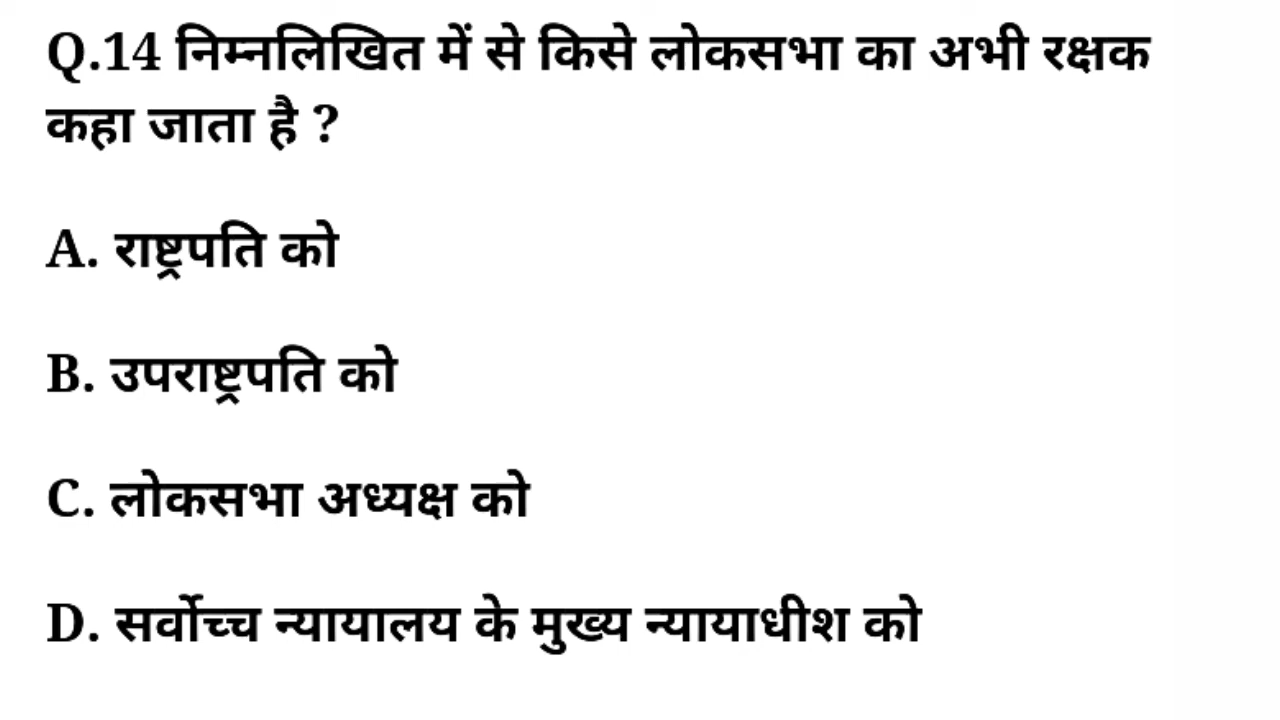 Q.14 निम्नलिखित में से किसे लोकसभा का अभी रक्षक
कहा जाता है ?
A. राष्ट्रपति को
B. उपराष्ट्रपति को
C. लोकसभा अध्यक्ष को
D. सर्वोच्च न्यायालय के मुख्य न्यायाधीश को